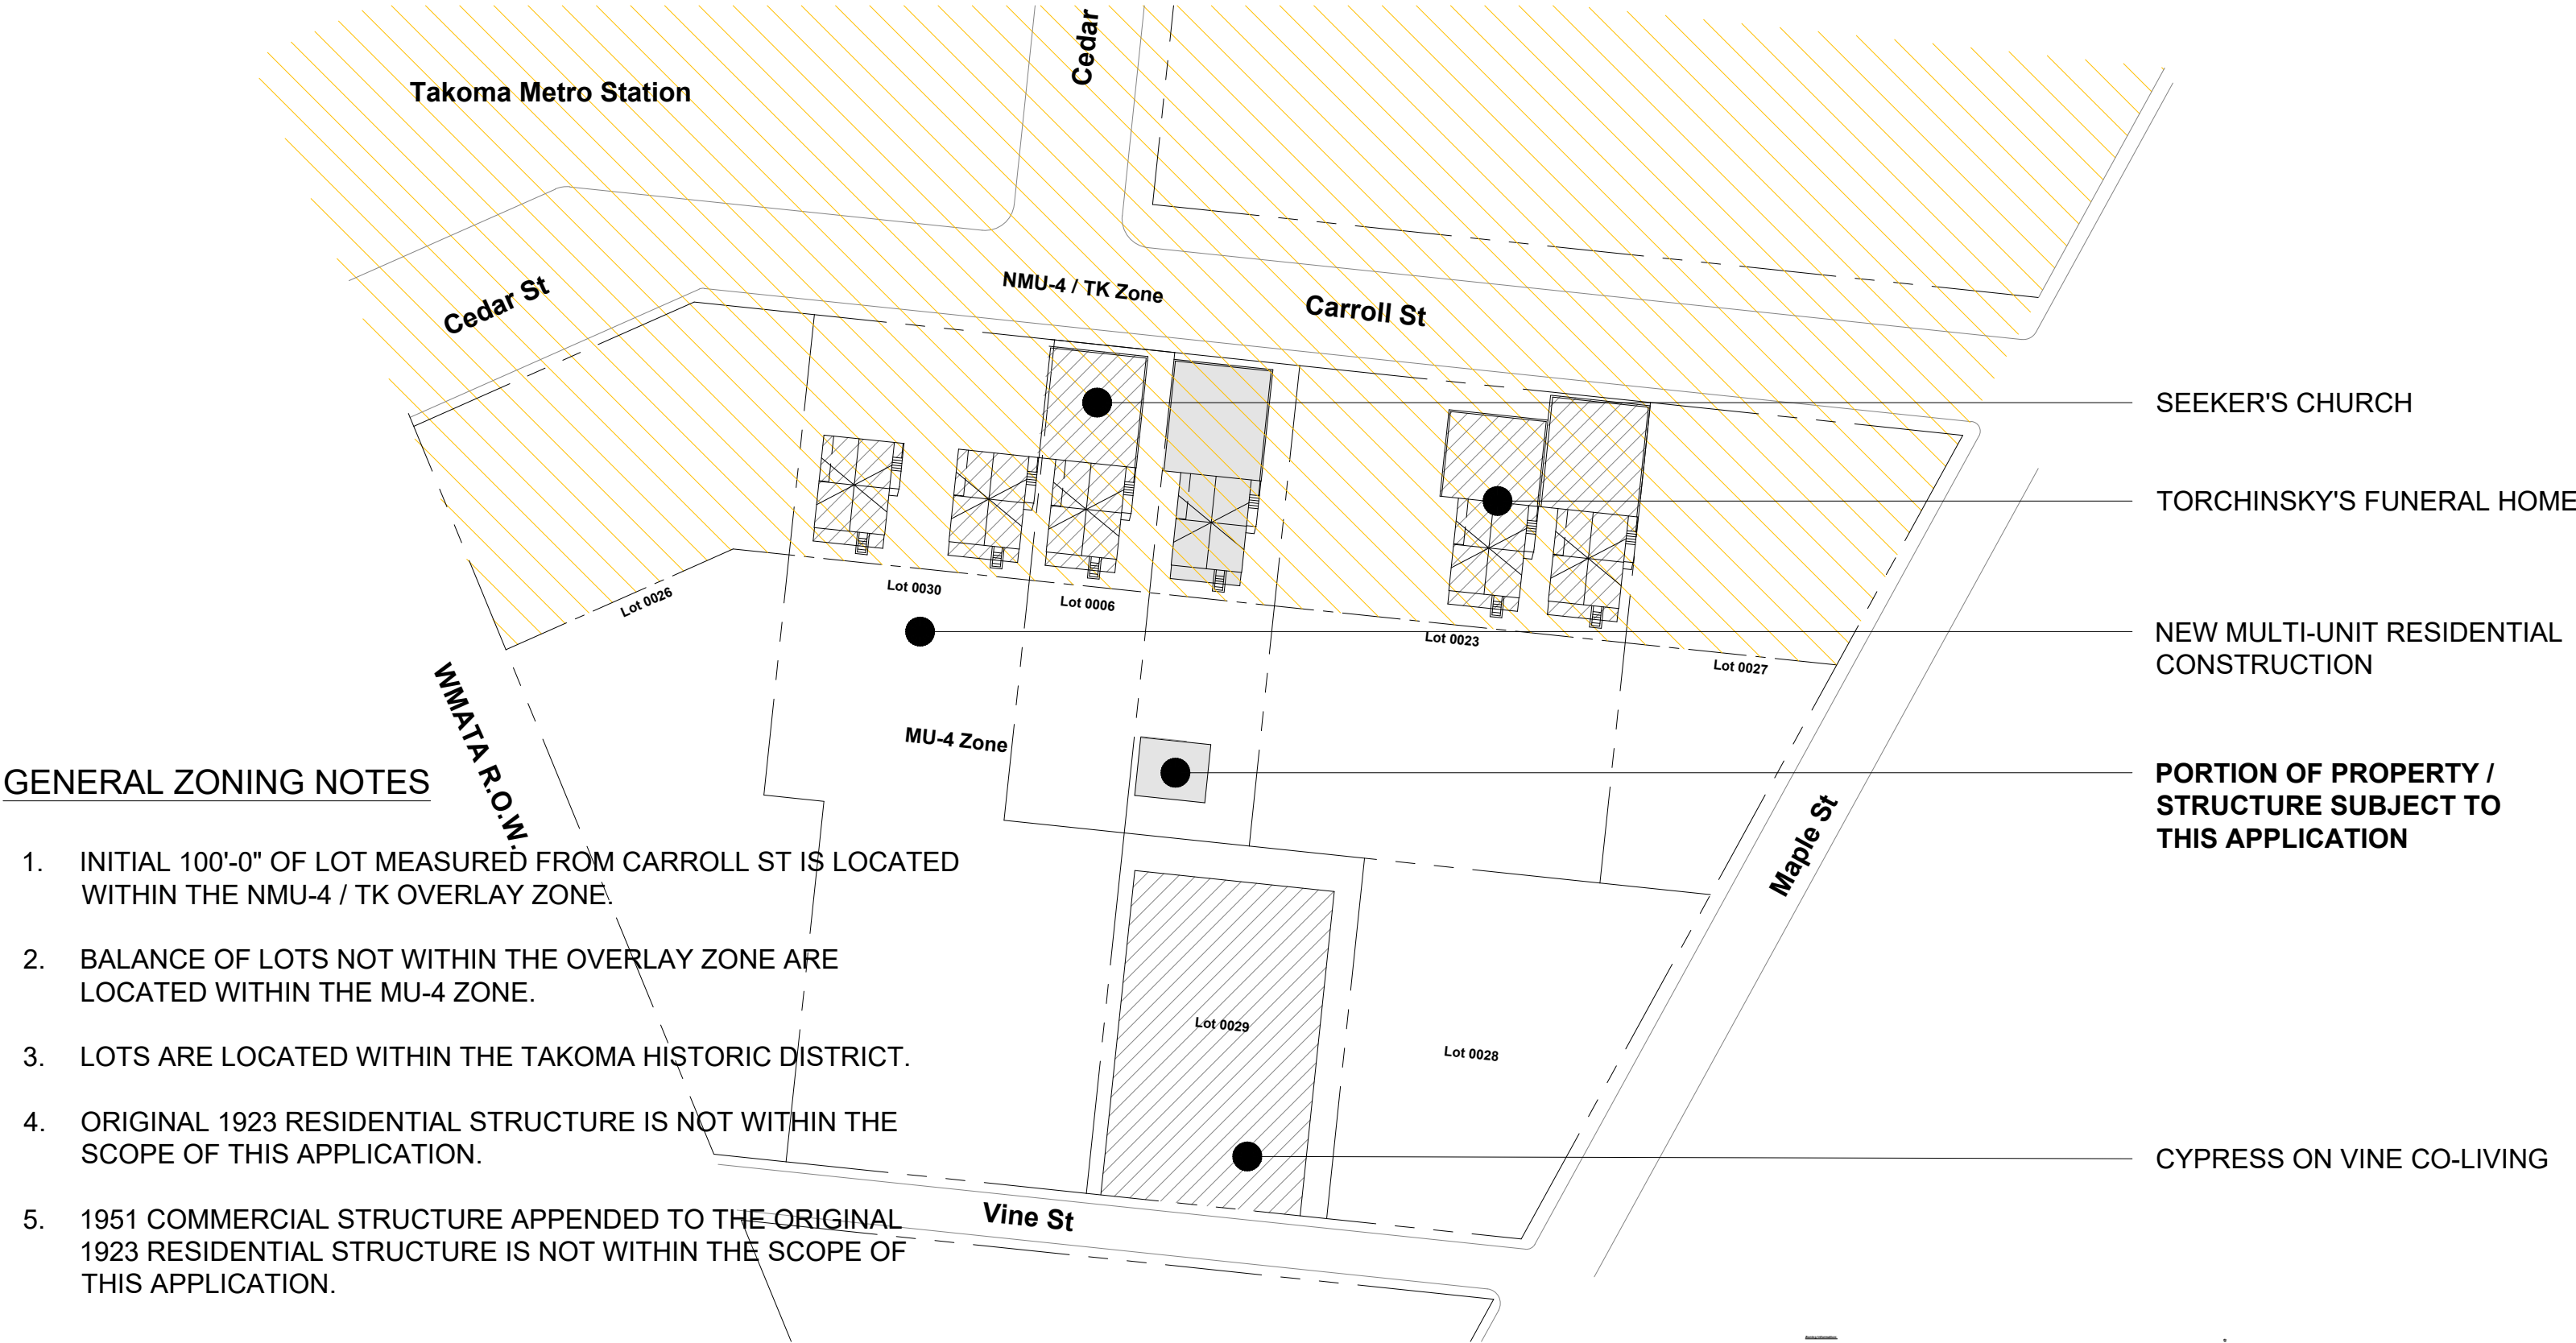 Cedar
Takoma Metro Station
NMU-4 / TK Zone
Cedar St
Carroll St
SEEKER'S CHURCH
TORCHINSKY'S FUNERAL HOME
Lot 0026
Lot 0030
Lot 0006
Lot 0023
Lot 0027
NEW MULTI-UNIT RESIDENTIAL
CONSTRUCTION
WMATA R.O.W.
MU-4 Zone
PORTION OF PROPERTY /
STRUCTURE SUBJECT TO
THIS APPLICATION
Maple St
GENERAL ZONING NOTES
1. INITIAL 100'-0" OF LOT MEASURED FROM CARROLL ST IS LOCATED
WITHIN THE NMU-4 / TK OVERLAY ZONE.
2. BALANCE OF LOTS NOT WITHIN THE OVERLAY ZONE ARE
LOCATED WITHIN THE MU-4 ZONE.
3. LOTS ARE LOCATED WITHIN THE TAKOMA HISTORIC DISTRICT.
4. ORIGINAL 1923 RESIDENTIAL STRUCTURE IS NOT WITHIN THE
SCOPE OF THIS APPLICATION.
5. 1951 COMMERCIAL STRUCTURE APPENDED TO THE ORIGINAL
1923 RESIDENTIAL STRUCTURE IS NOT WITHIN THE SCOPE OF
THIS APPLICATION.
Lot 0029
Lot 0028
CYPRESS ON VINE CO-LIVING
Vine St